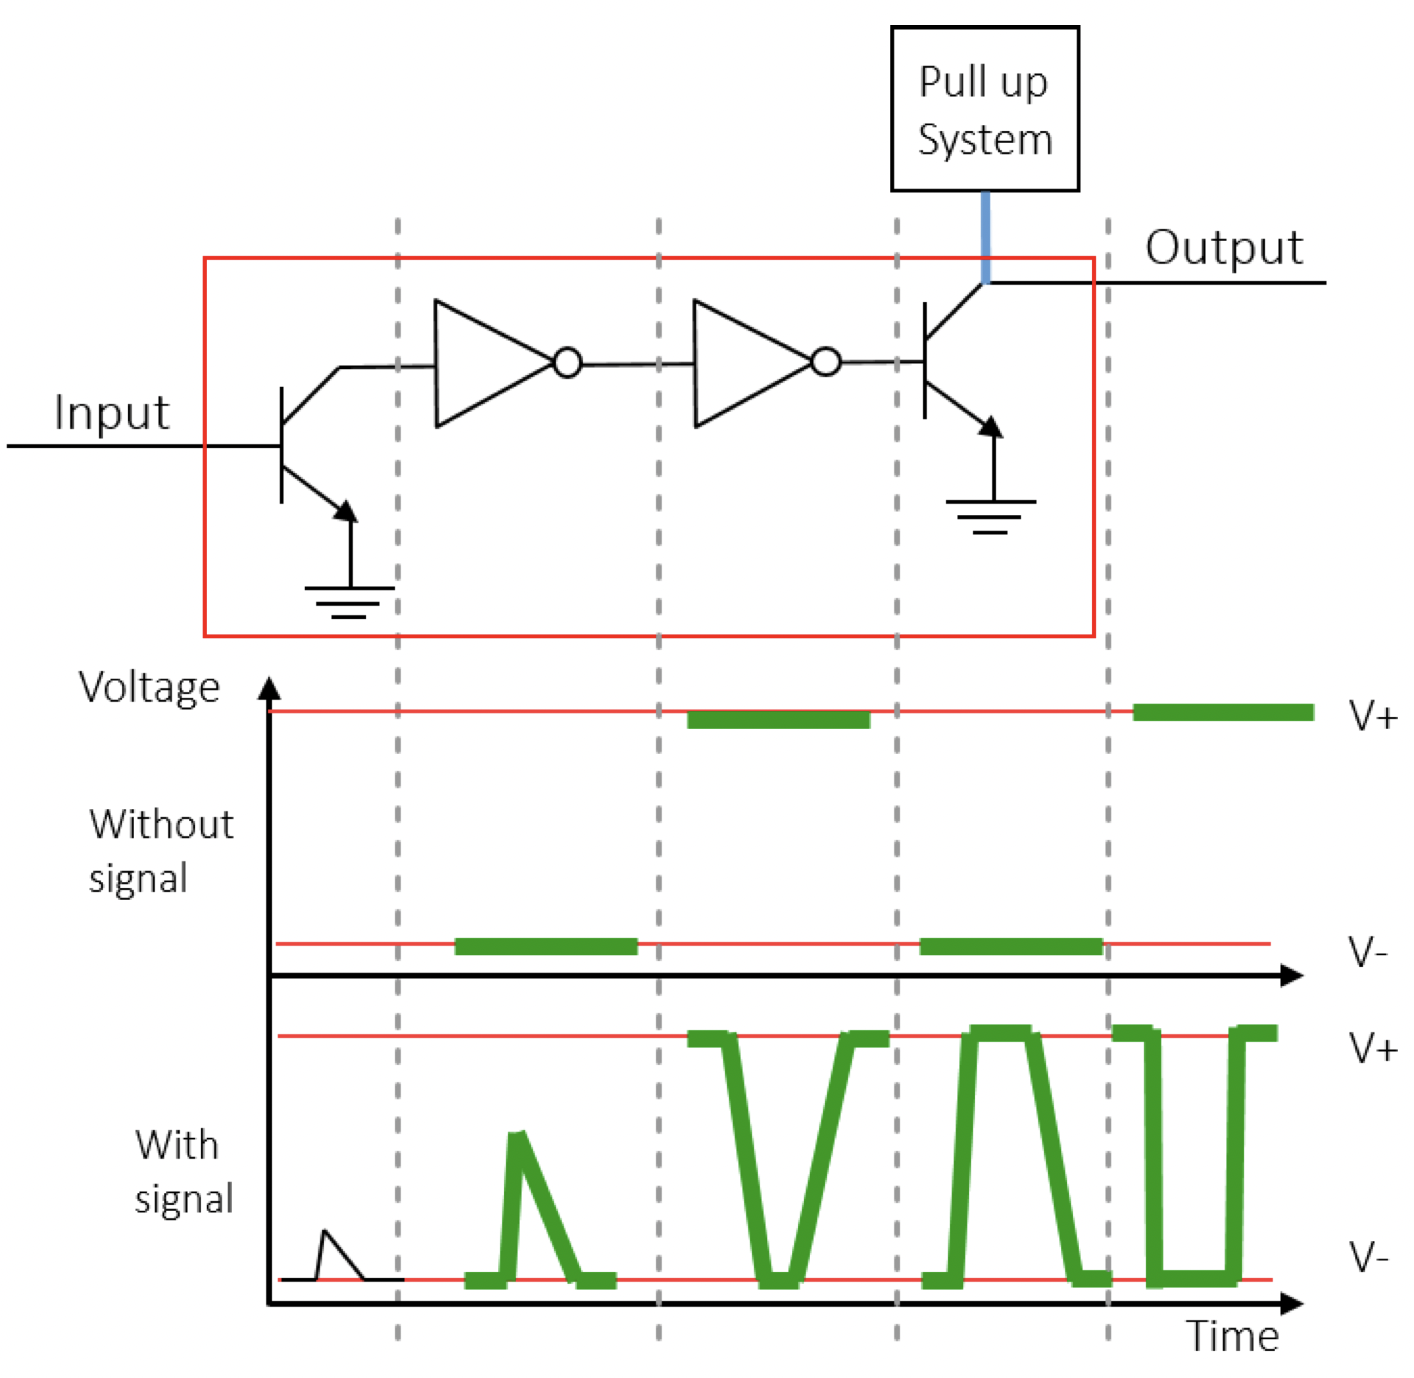 Pull up
System
Output
Input
Voltage
V+
Without
signal
V-
V+
With
signal
V-
Time